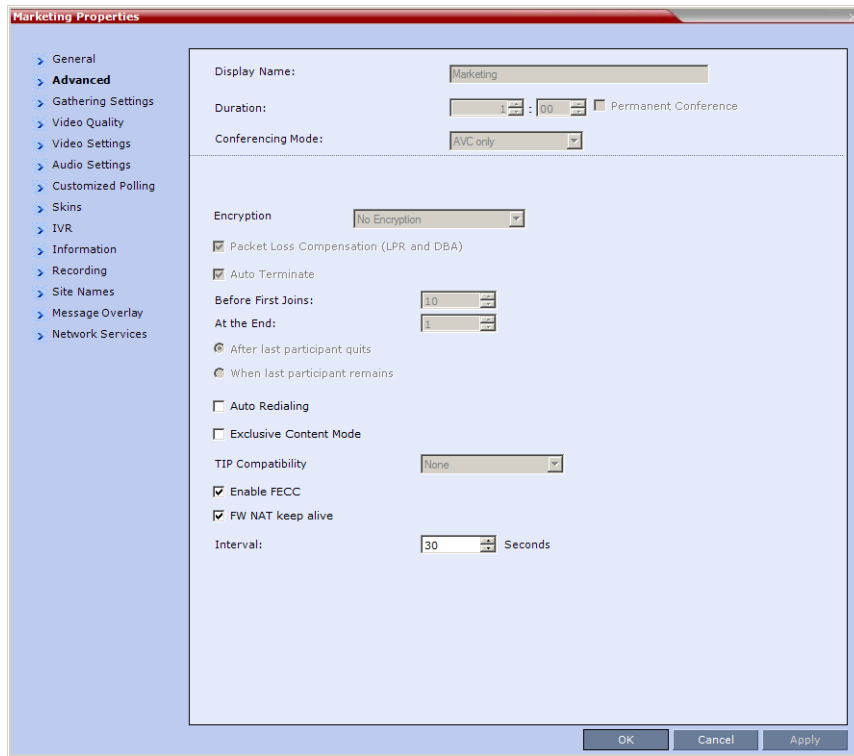 Marketing Properties
General
Advanced
Gathering Settings
Video Quality
Video Settings
Audio Settings
Customized Polling
Skins
IVR
Information
Recording
Site Names
Message Overlay
Network Services
Display Name: Marketing
Duration: 1 : 00 Permanent Conference
Conferencing Mode: AVC only
Encryption No Encryption
Packet Loss Compensation (LPR and DBA)
Auto Terminate
Before First Joins: 10
At the End: 1
After last participant quits
When last participant remains
Auto Redialing
Exclusive Content Mode
TIP Compatibility None
Enable FECC
FW NAT keep alive
Interval: 30 Seconds
OK Cancel Apply